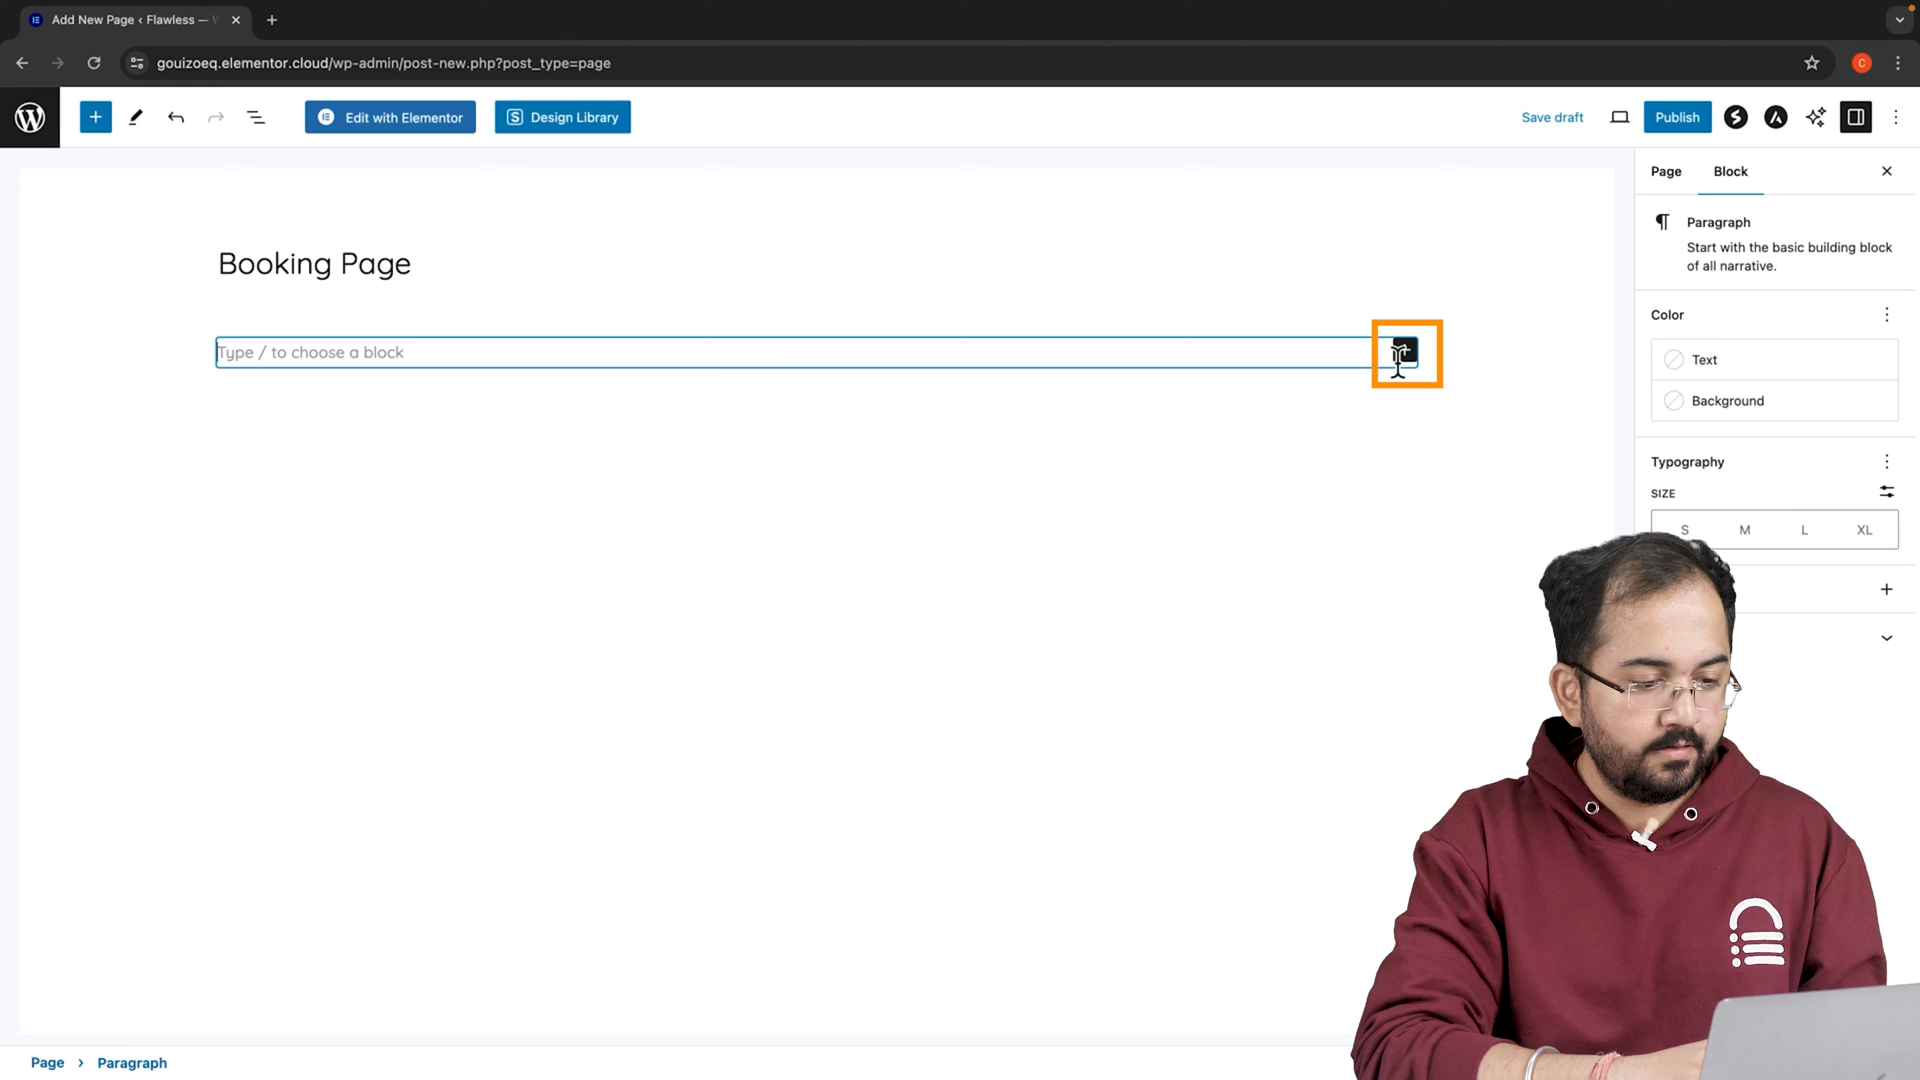 Add New Page ‹ Flawless —
gouizoeq.elementor.cloud/wp-admin/post-new.php?post_type=page
C
Edit with Elementor
Design Library
Save draft
Publish
Page
Block
Paragraph
Start with the basic building block
of all narrative.
Color
Text
Background
Typography
SIZE
S M L XL
Booking Page
Type / to choose a block
Page › Paragraph